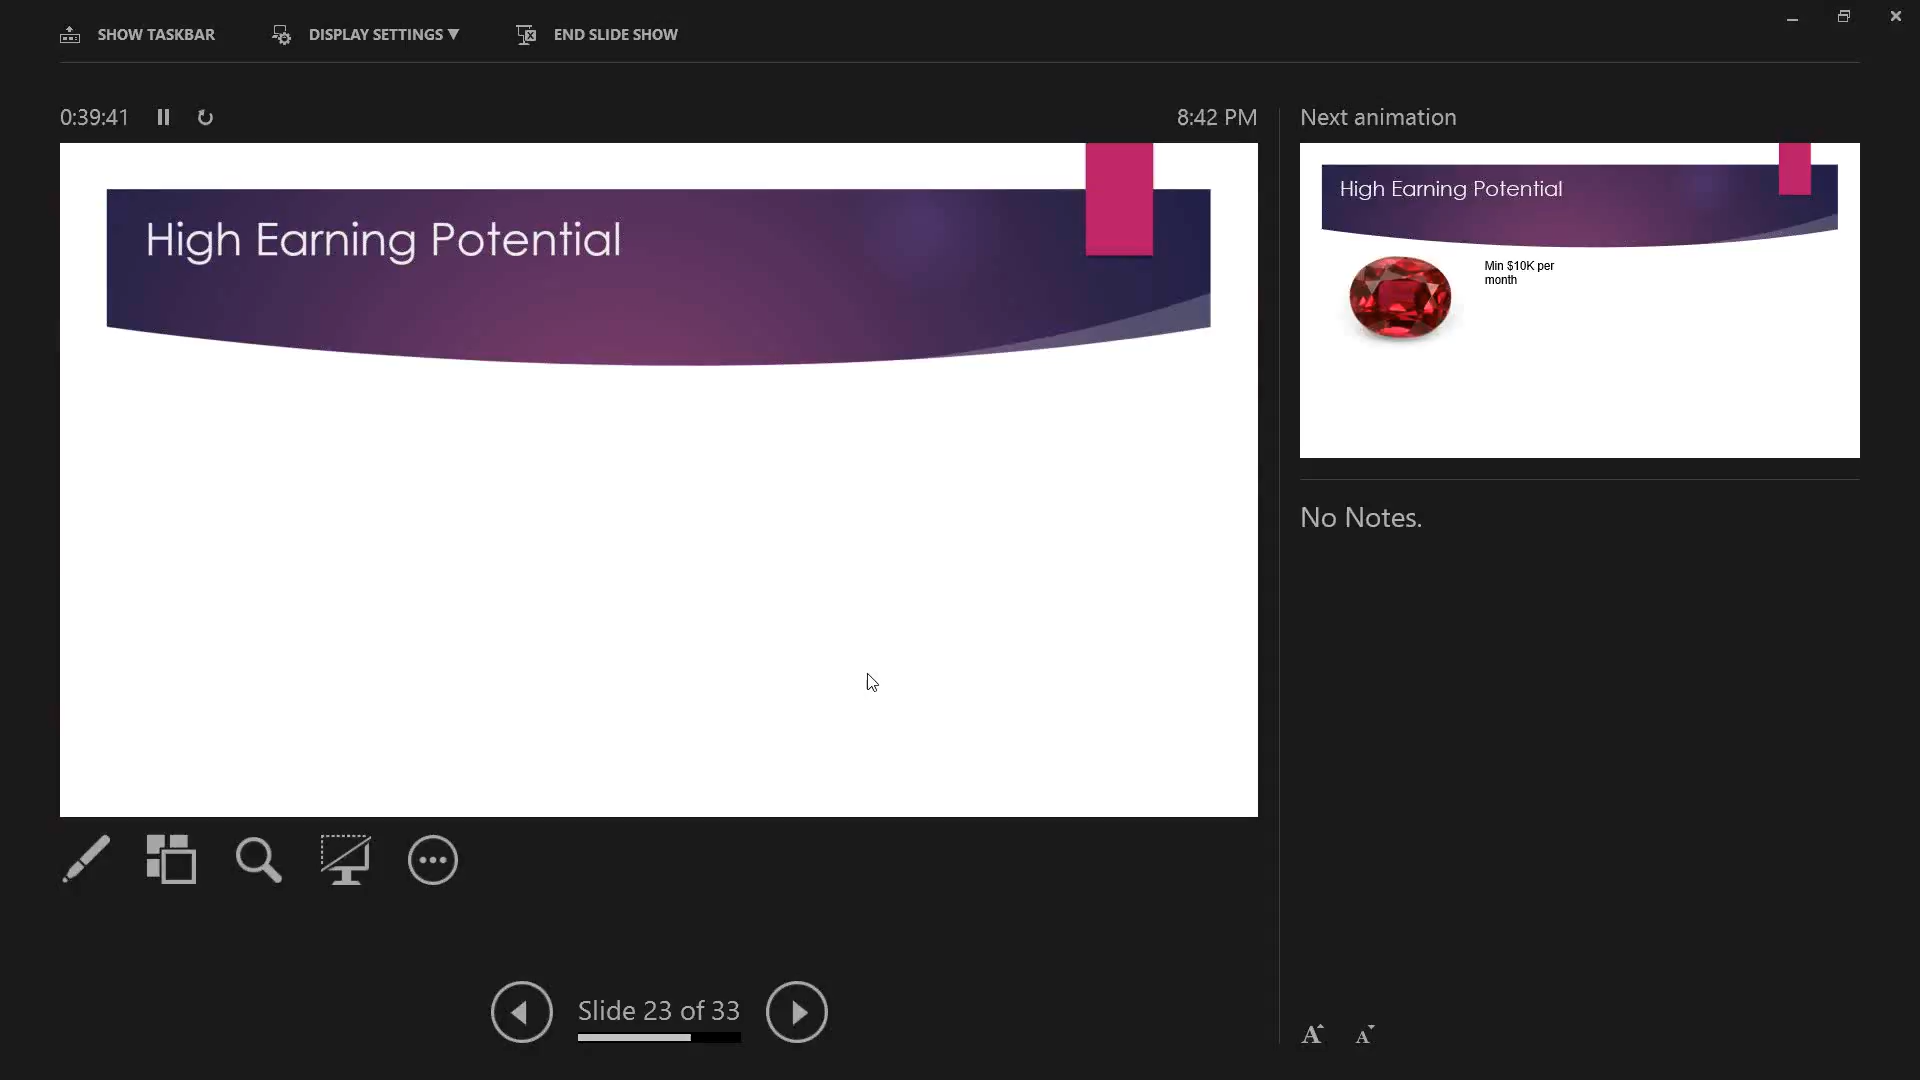 SHOW TASKBAR
DISPLAY SETTINGS ▼
END SLIDE SHOW
0:39:41
8:42 PM
High Earning Potential
Next animation
High Earning Potential
Min $10K per
month
No Notes.
Slide 23 of 33
A
A